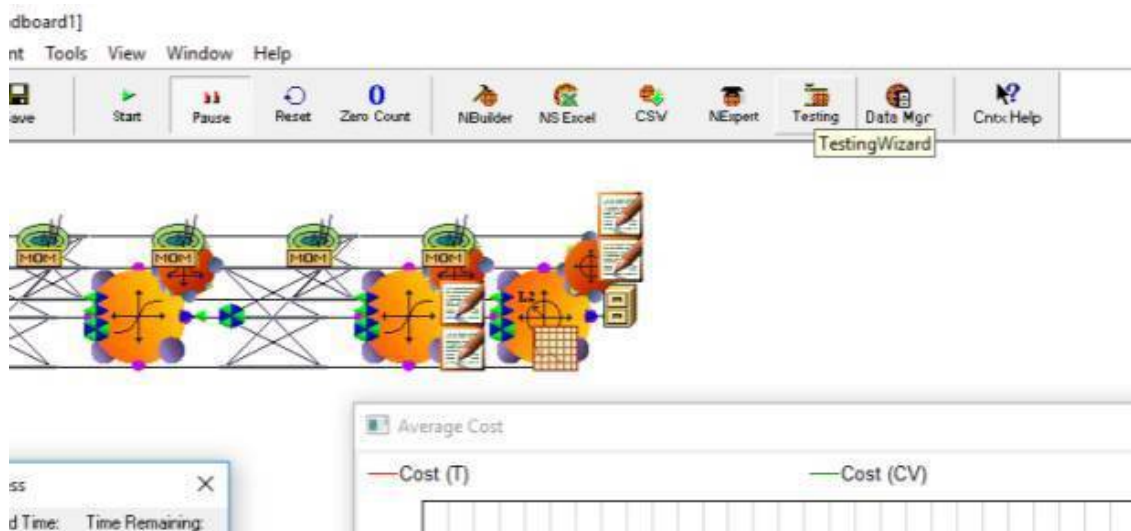 dboard1]
nt Tools View Window Help
ave Start Pause Reset 0 Zero Count NBuilder NS Excel CSV NExpert Testing Data Mgr Cntx Help
TestingWizard
MOM MOM MOM MOM
L2
Average Cost
Cost (T) Cost (CV)
ss
d Time: Time Remaining: